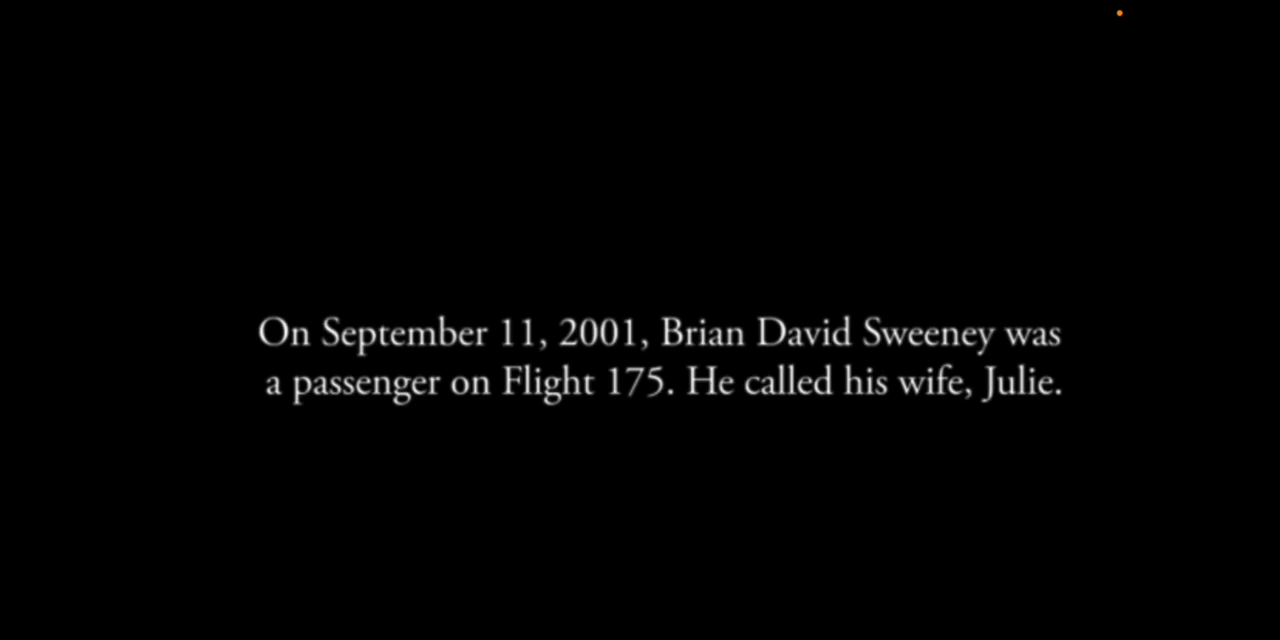 On September 11, 2001, Brian David Sweeney was
a passenger on Flight 175. He called his wife, Julie.